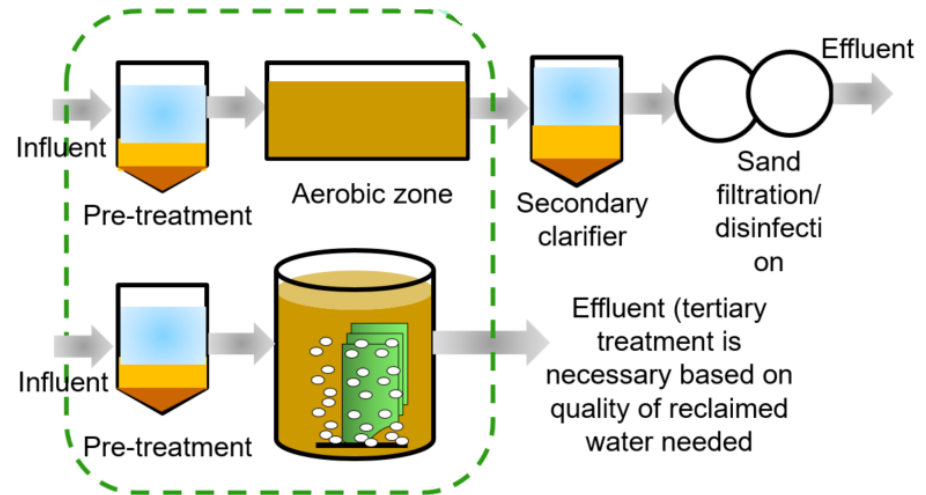 Influent
Pre-treatment
Aerobic zone
Secondary
clarifier
Sand
filtration/
disinfecti
on
Effluent
Influent
Pre-treatment
Effluent (tertiary
treatment is
necessary based on
quality of reclaimed
water needed